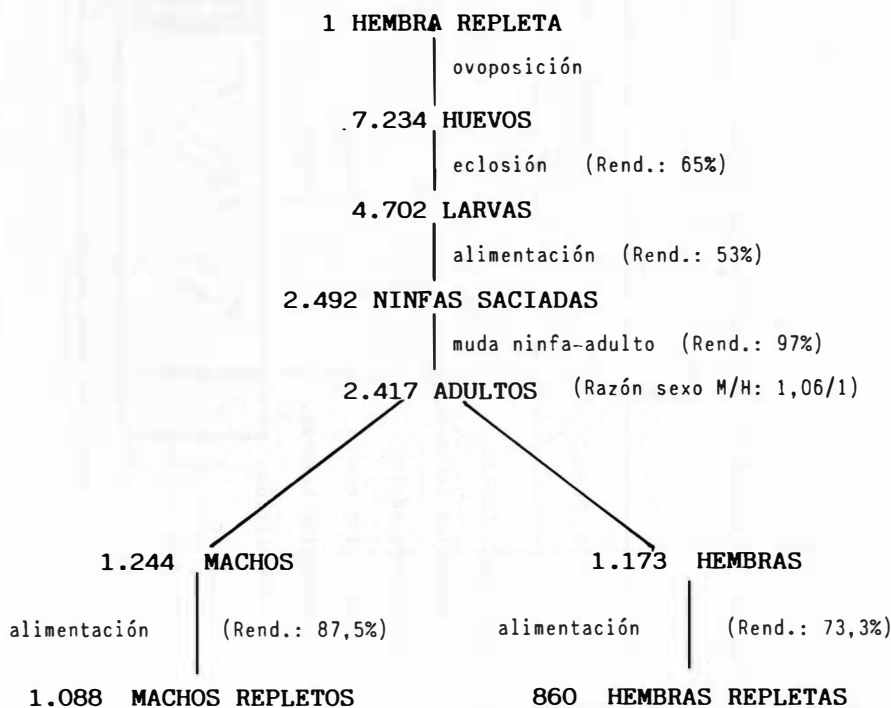 1 HEMBRA REPLETA
ovoposición
7.234 HUEVOS
eclosión (Rend.: 65%)
4.702 LARVAS
alimentación (Rend.: 53%)
2.492 NINFAS SACIADAS
muda ninfa-adulto (Rend.: 97%)
2.417 ADULTOS (Razón sexo M/H: 1,06/1)
1.244 MACHOS 1.173 HEMBRAS
alimentación (Rend.: 87,5%) alimentación (Rend.: 73,3%)
1.088 MACHOS REPLETOS 860 HEMBRAS REPLETAS